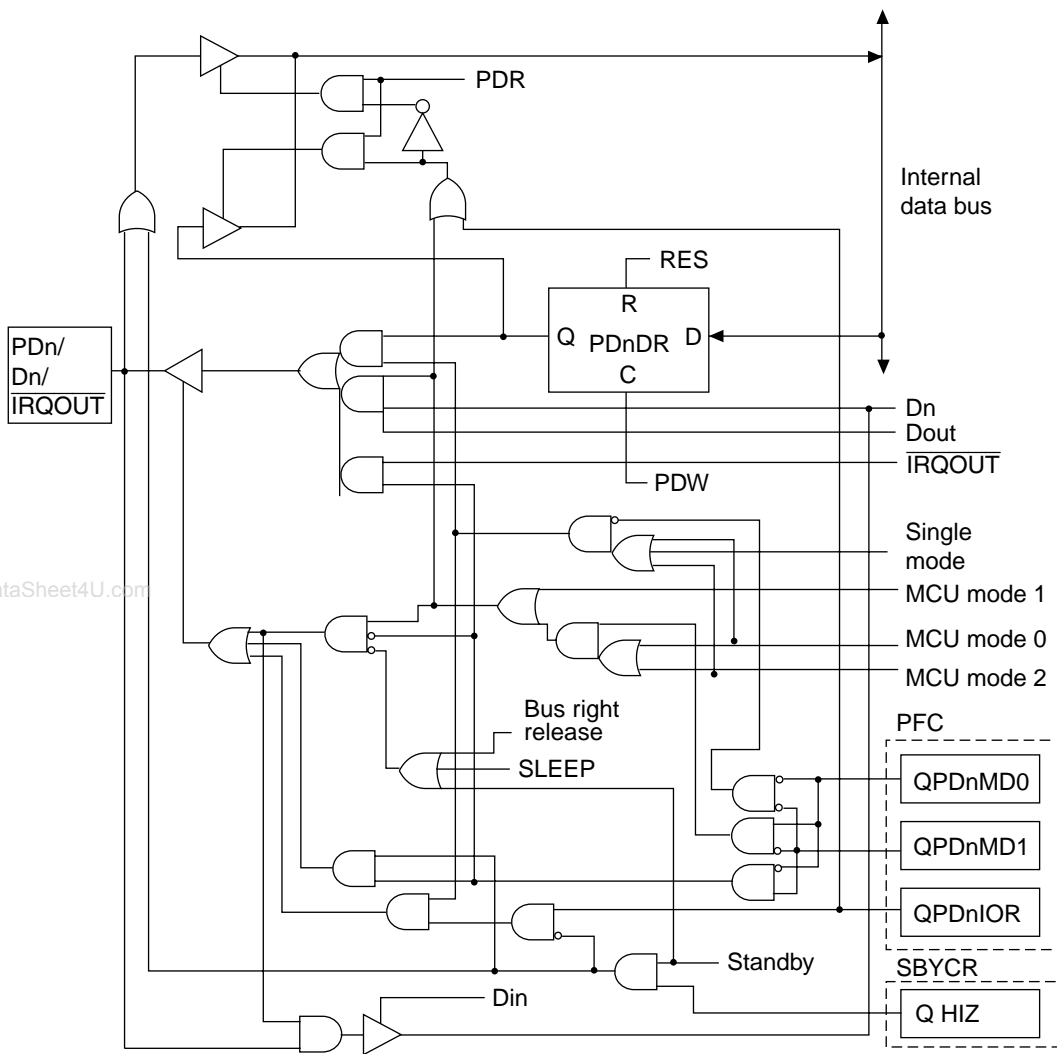 PDR
Internal
data bus
RES
R
Q
PDnDR
D
C
PDn/
Dn/
IRQOUT
Dn
Dout
IRQOUT
PDW
Single
mode
ataSheet4U.com
MCU mode 1
MCU mode 0
MCU mode 2
Bus right
release
PFC
SLEEP
QPDnMD0
QPDnMD1
QPDnIOR
Standby
SBYCR
Din
Q HIZ